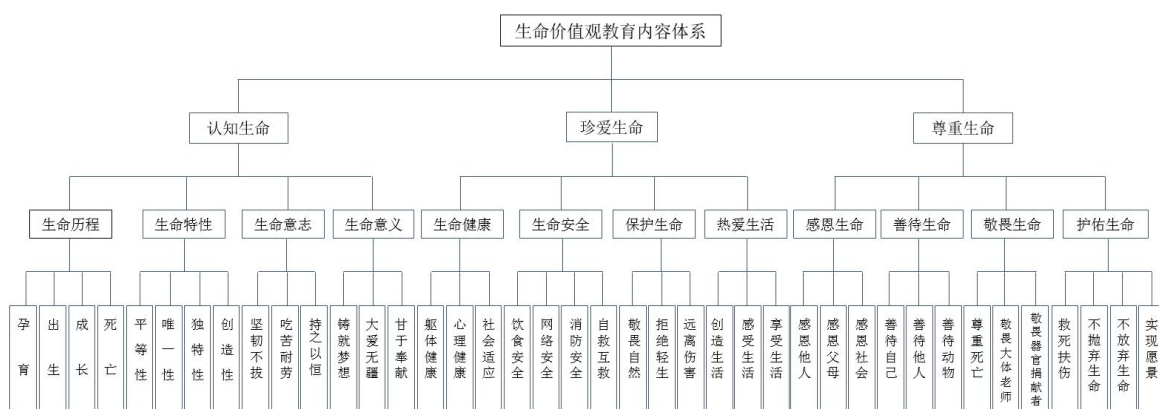 生命价值观教育内容体系
认知生命
珍爱生命
尊重生命
生命历程
生命特性
生命意志
生命意义
生命健康
生命安全
保护生命
热爱生活
感恩生命
善待生命
敬畏生命
护佑生命
孕育
出生
成长
死亡
平等性
唯一性
独特性
创造性
坚韧不拔
吃苦耐劳
持之以恒
铸就梦想
大爱无疆
甘于奉献
躯体健康
心理健康
社会适应
饮食安全
网络安全
消防安全
自救互救
敬畏自然
拒绝轻生
远离伤害
创造生活
感受生活
享受生活
感恩他人
感恩父母
感恩社会
善待自己
善待他人
善待动物
尊重死亡
敬畏大体老师
敬畏器官捐献者
救死扶伤
不抛弃生命
不放弃生命
实现愿景